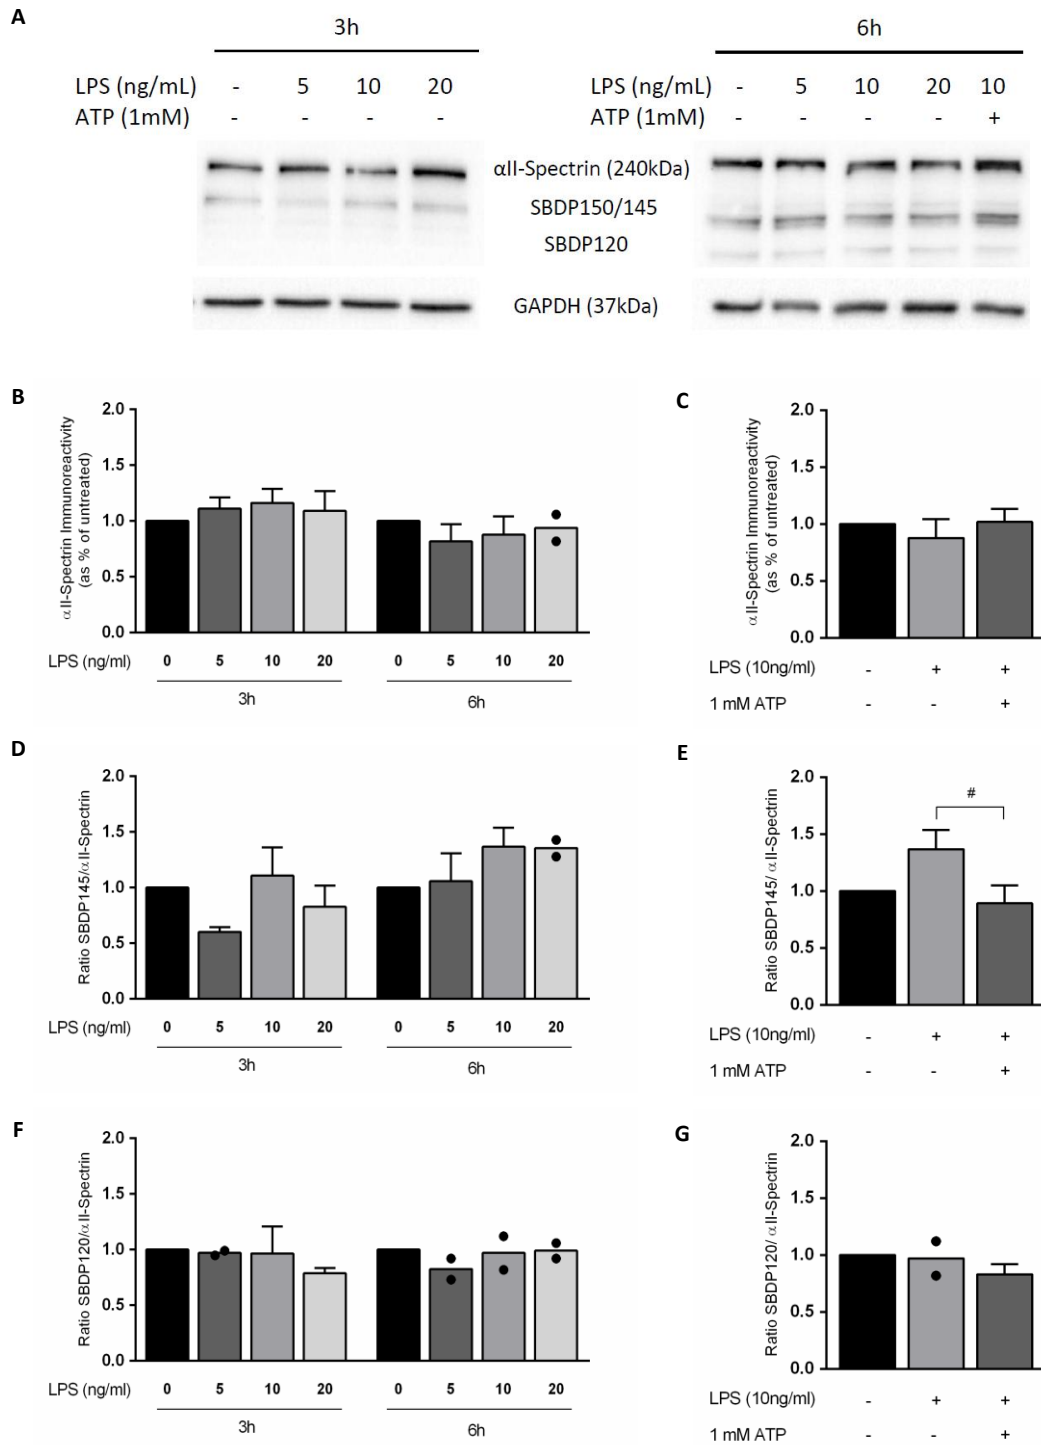 A
3h
6h
LPS (ng/mL) - 5 10 20
ATP (1mM) - - - -
LPS (ng/mL) - 5 10 20 10
ATP (1mM) - - - - +
αII-Spectrin (240kDa)
SBDP150/145
SBDP120
GAPDH (37kDa)
B
αII-Spectrin Immunoreactivity
(as % of untreated)
2.0
1.5
1.0
0.5
0.0
LPS (ng/ml) 0 5 10 20 0 5 10 20
3h 6h
C
αII-Spectrin Immunoreactivity
(as % of untreated)
2.0
1.5
1.0
0.5
0.0
LPS (10ng/ml) - + +
1 mM ATP - - +
D
Ratio SBDP145/αII-Spectrin
2.0
1.5
1.0
0.5
0.0
LPS (ng/ml) 0 5 10 20 0 5 10 20
3h 6h
E
Ratio SBDP145/ αII-Spectrin
2.0
1.5
1.0
0.5
0.0
#
LPS (10ng/ml) - + +
1 mM ATP - - +
F
Ratio SBDP120/αII-Spectrin
2.0
1.5
1.0
0.5
0.0
LPS (ng/ml) 0 5 10 20 0 5 10 20
3h 6h
G
Ratio SBDP120/ αII-Spectrin
2.0
1.5
1.0
0.5
0.0
LPS (10ng/ml) - + +
1 mM ATP - - +